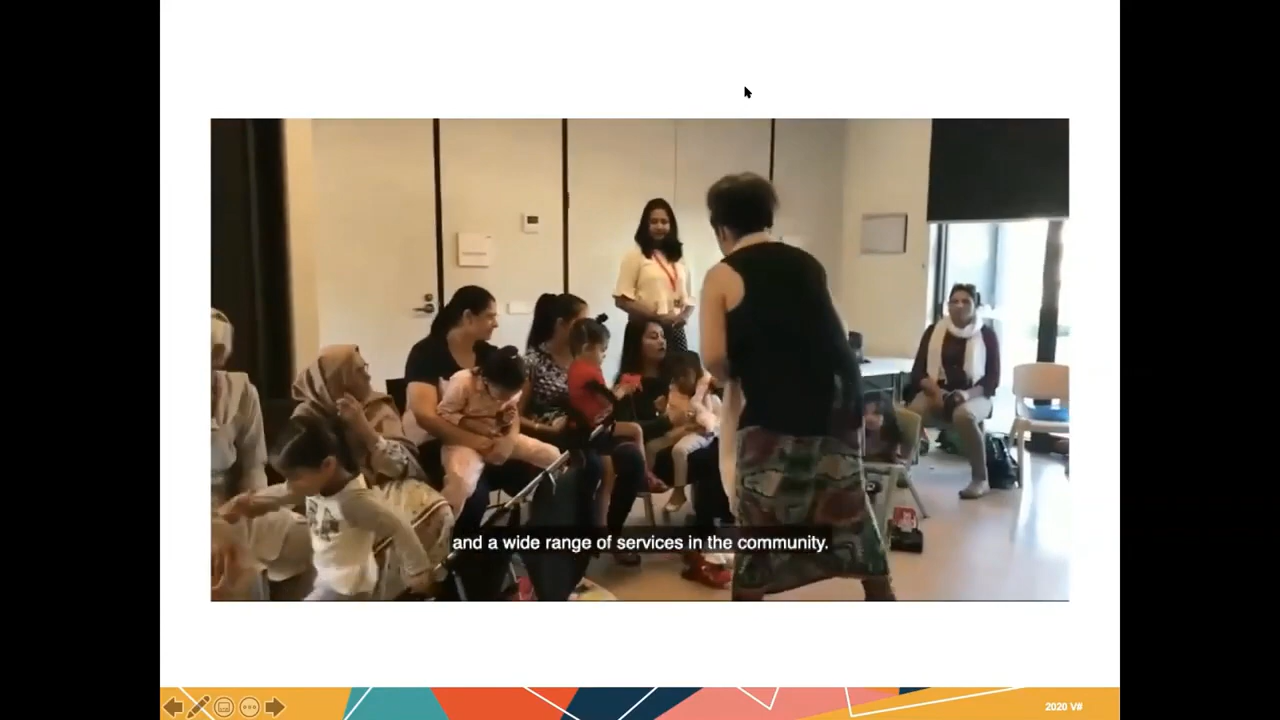 and a wide range of services in the community.
2020 V#